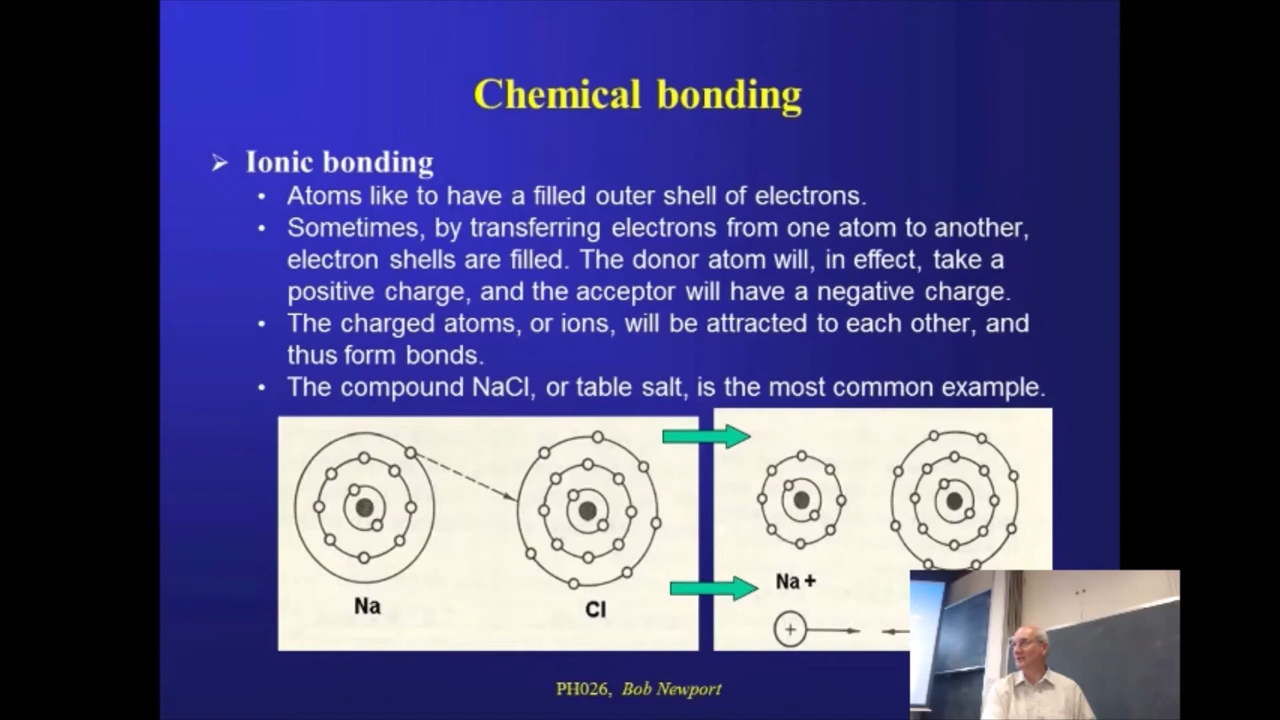 Chemical bonding
➢ Ionic bonding
• Atoms like to have a filled outer shell of electrons.
• Sometimes, by transferring electrons from one atom to another,
electron shells are filled. The donor atom will, in effect, take a
positive charge, and the acceptor will have a negative charge.
• The charged atoms, or ions, will be attracted to each other, and
thus form bonds.
• The compound NaCl, or table salt, is the most common example.
Na
Cl
Na +
+
PH026, Bob Newport